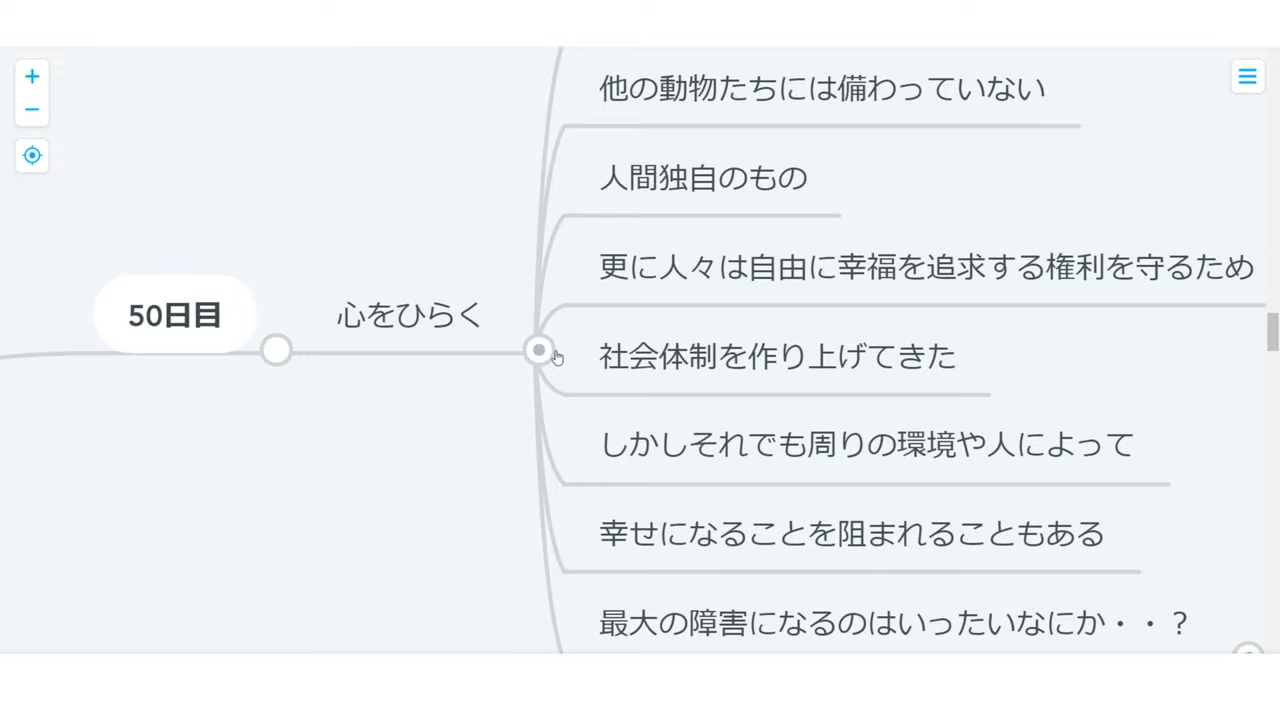 他の動物たちには備わっていない
人間独自のもの
更に人々は自由に幸福を追求する権利を守るため
50日目
心をひらく
社会体制を作り上げてきた
しかしそれでも周りの環境や人によって
幸せになることを阻まれることもある
最大の障害になるのはいったいなにか・・？